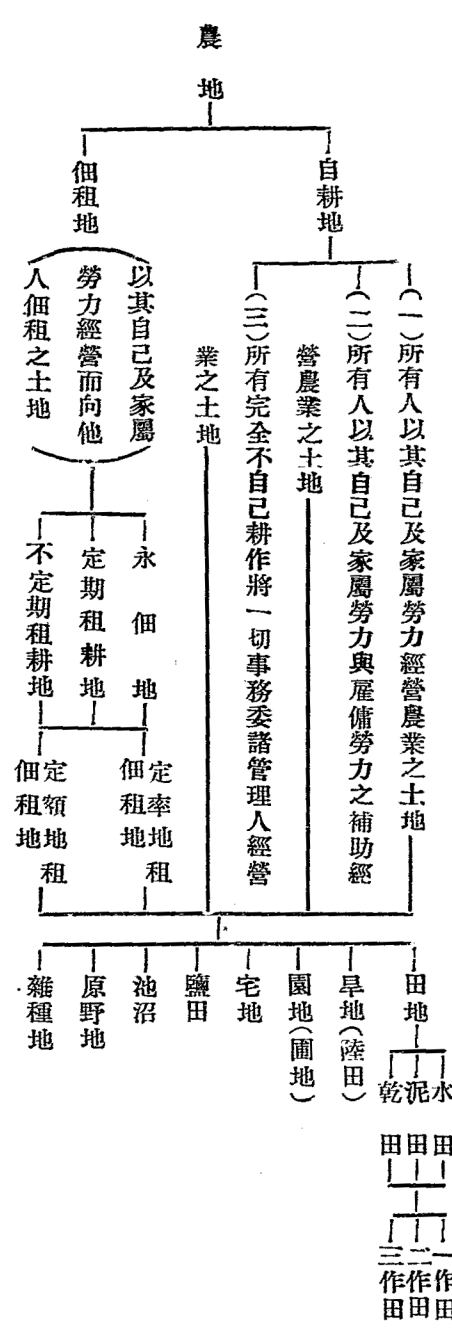 農地
自耕地
(一)所有人以其自己及家屬勞力經營農業之土地
(二)所有人以其自己及家屬勞力與雇傭勞力之補助經
營農業之土地
(三)所有完全不自己耕作將一切事務委諸管理人經營
業之土地
佃租地
(以其自己及家屬
勞力經營而向他
人佃租之土地)
永佃地
定期租耕地
不定期租耕地
定率地租
佃租地
定額地租
佃租地
田地
水田
泥田
乾田
一作田
二作田
三作田
旱地(陸田)
園地(圃地)
宅地
鹽田
池沼
原野地
雜種地